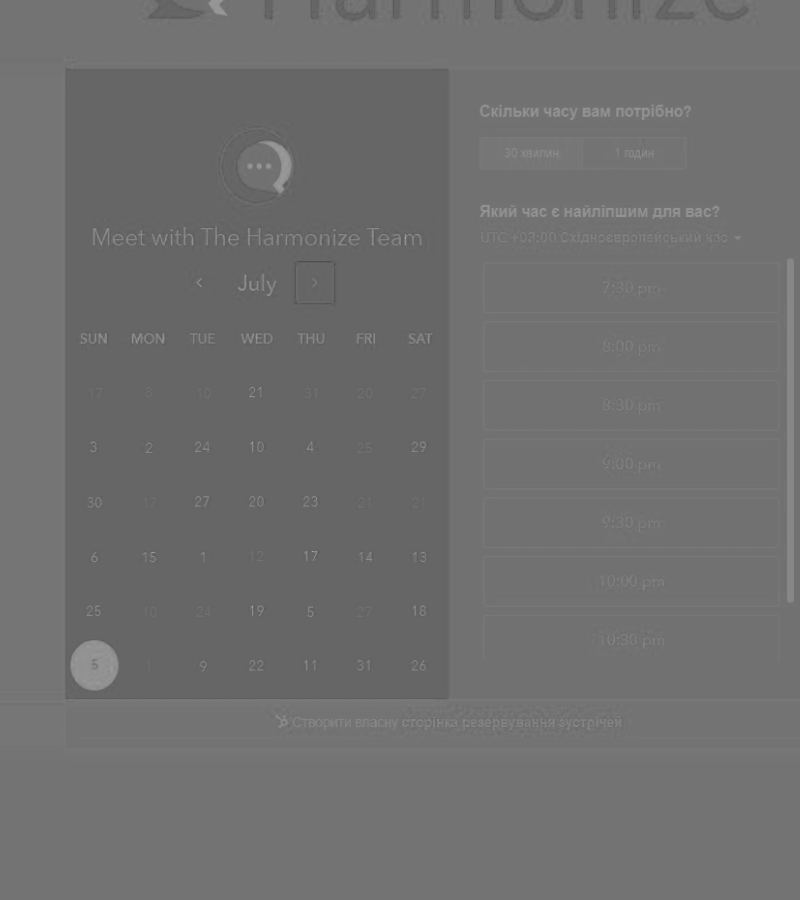 Harmonize
Meet with The Harmonize Team
July
SUN MON TUE WED THU FRI SAT
17 8 10 21 31 20 27
3 2 24 10 4 25 29
30 17 27 20 23 21 21
6 15 1 12 17 14 13
25 10 24 19 5 27 18
5 1 9 22 11 31 26
Скільки часу вам потрібно?
30 хвилин 1 годин
Який час є найліпшим для вас?
UTC +03:00 Східноєвропейський час
7:30 pm
8:00 pm
8:30 pm
9:00 pm
9:30 pm
10:00 pm
10:30 pm
Створити власну сторінку резервування зустрічей